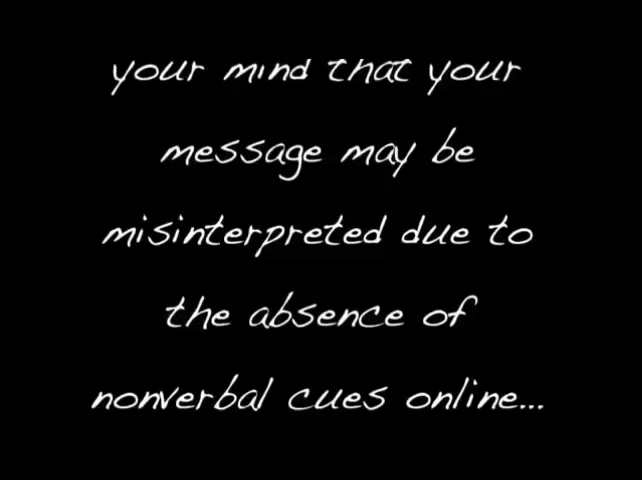 your mind that your
message may be
misinterpreted due to
the absence of
nonverbal cues online...